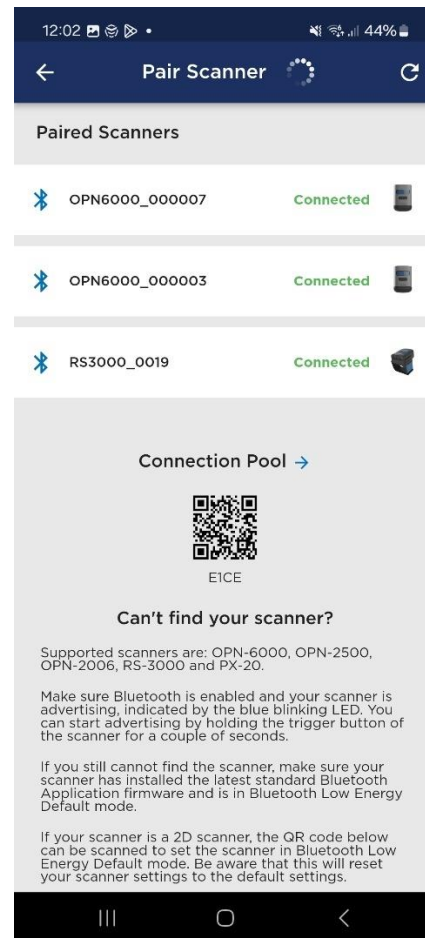 12:02
44%
Pair Scanner
Paired Scanners
OPN6000_000007 Connected
OPN6000_000003 Connected
RS3000_0019 Connected
Connection Pool →
E1CE
Can't find your scanner?
Supported scanners are: OPN-6000, OPN-2500,
OPN-2006, RS-3000 and PX-20.
Make sure Bluetooth is enabled and your scanner is
advertising, indicated by the blue blinking LED. You
can start advertising by holding the trigger button of
the scanner for a couple of seconds.
If you still cannot find the scanner, make sure your
scanner has installed the latest standard Bluetooth
Application firmware and is in Bluetooth Low Energy
Default mode.
If your scanner is a 2D scanner, the QR code below
can be scanned to set the scanner in Bluetooth Low
Energy Default mode. Be aware that this will reset
your scanner settings to the default settings.